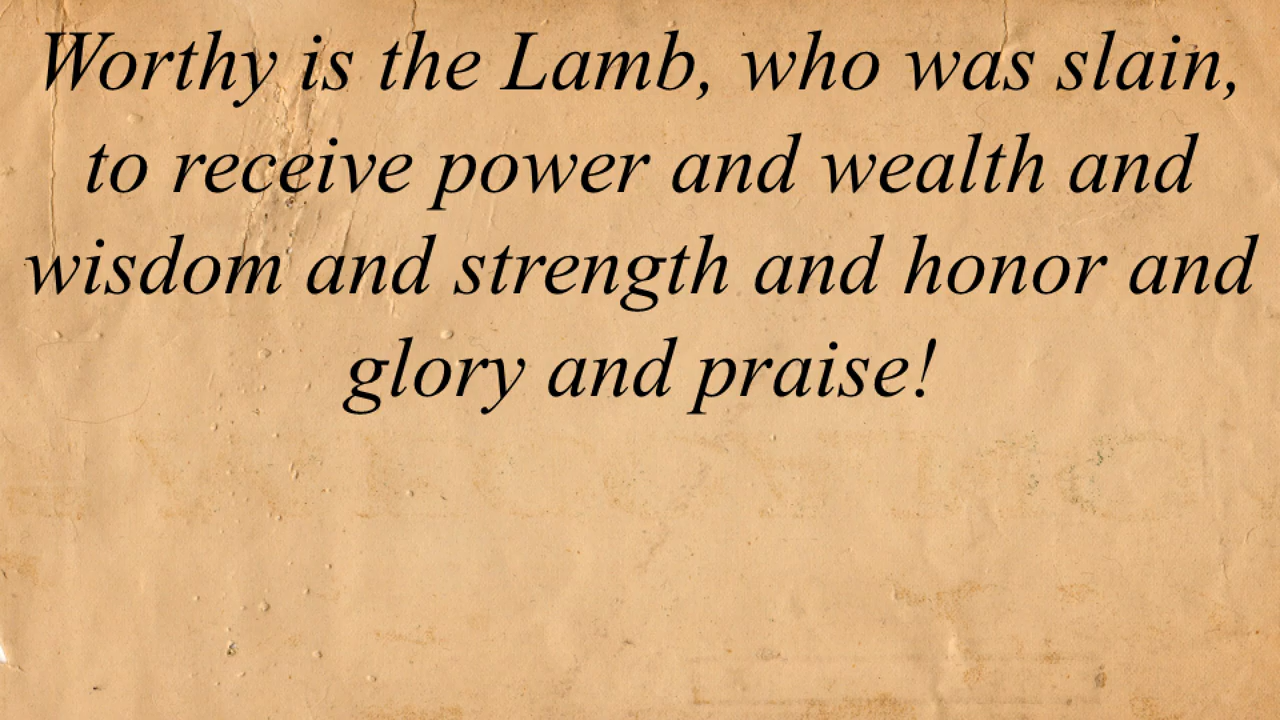 Worthy is the Lamb, who was slain,
to receive power and wealth and
wisdom and strength and honor and
glory and praise!